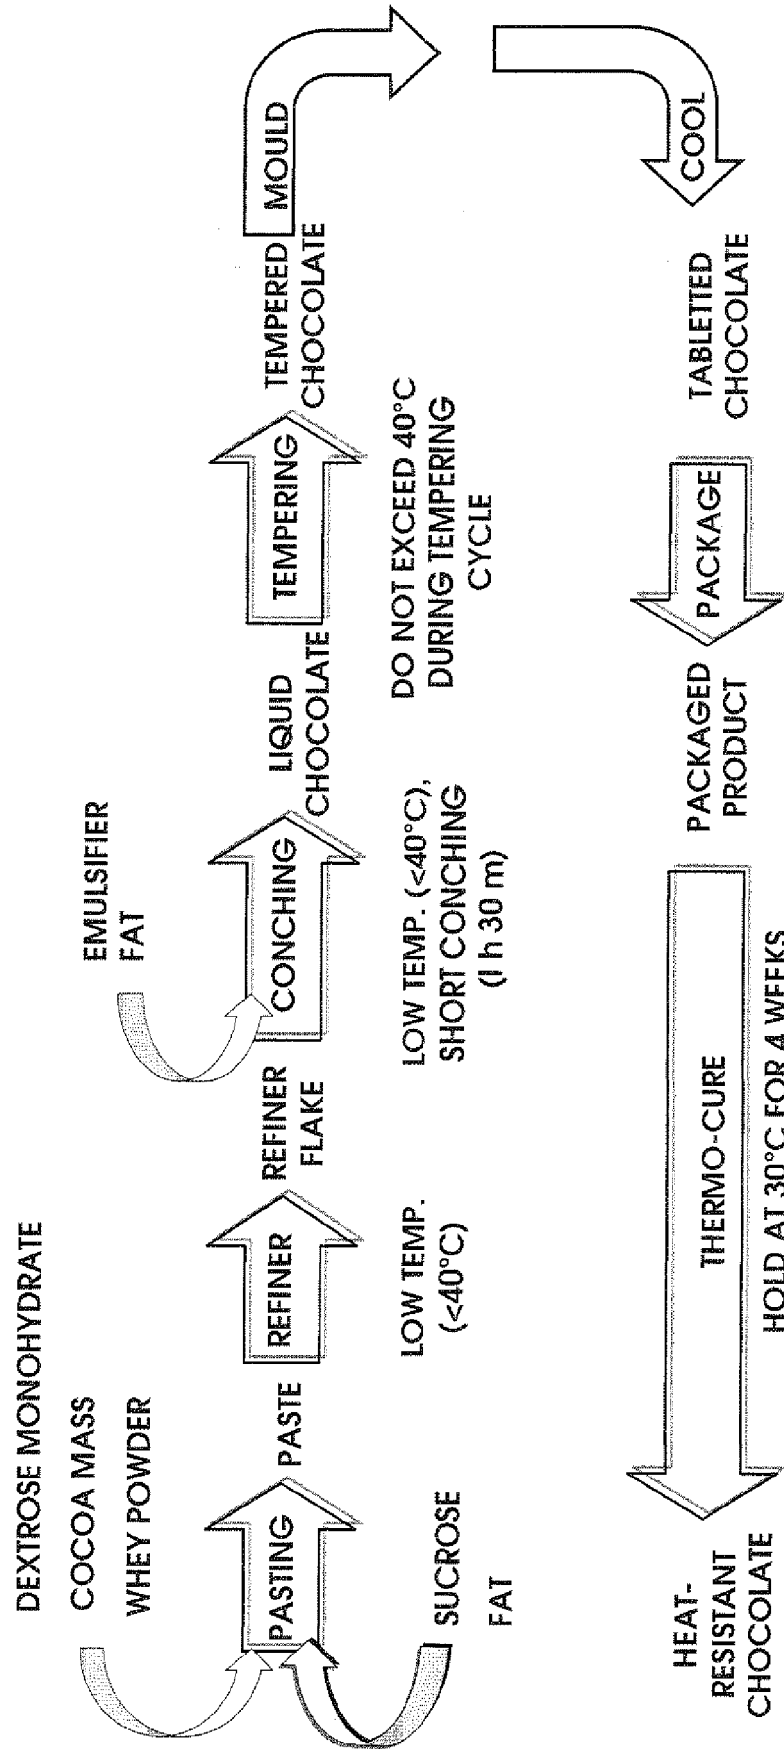 DEXTROSE MONOHYDRATE
COCOA MASS
WHEY POWDER
SUCROSE
FAT
PASTING
PASTE
REFINER
LOW TEMP.
(<40°C)
REFINER
FLAKE
EMULSIFIER
FAT
CONCHING
LOW TEMP. (<40°C),
SHORT CONCHING
(1 h 30 m)
LIQUID
CHOCOLATE
TEMPERING
DO NOT EXCEED 40°C
DURING TEMPERING
CYCLE
TEMPERED
CHOCOLATE
MOULD
COOL
TABLETTED
CHOCOLATE
PACKAGE
PACKAGED
PRODUCT
THERMO-CURE
HOLD AT 30°C FOR 4 WEEKS
HEAT-
RESISTANT
CHOCOLATE